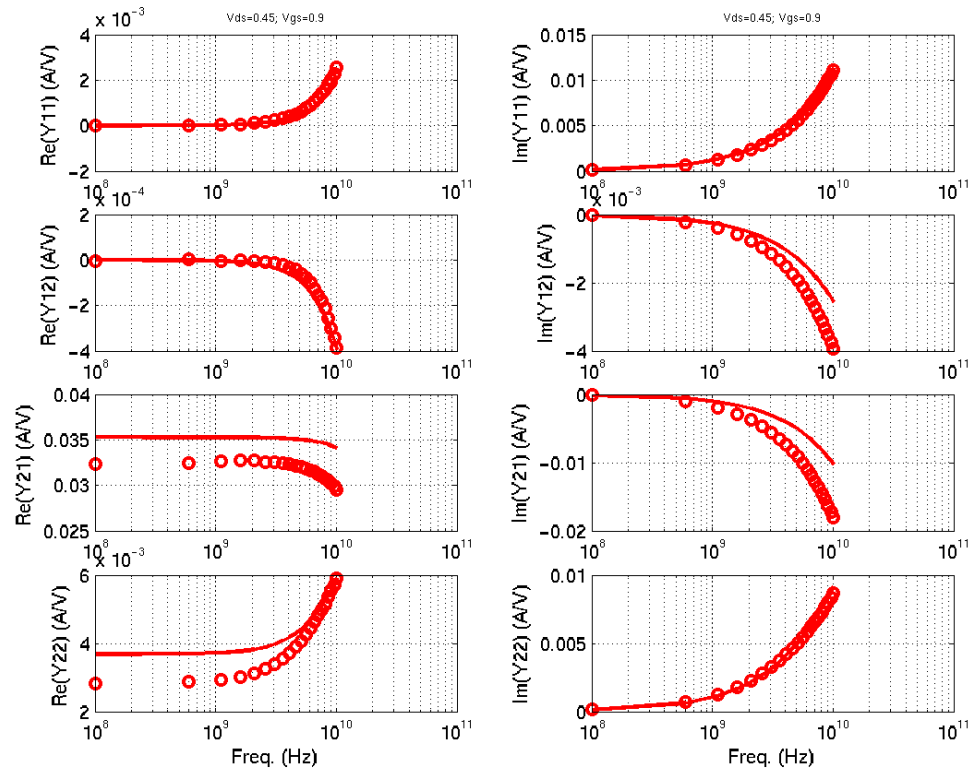 Vds=0.45; Vgs=0.9
x 10^-3
4
2
0
−2
Re(Y11) (A/V)
10^8 10^9 10^10 10^11
Vds=0.45; Vgs=0.9
0.015
0.01
0.005
0
Im(Y11) (A/V)
10^8 10^9 10^10 10^11
x 10^-4
2
0
−2
−4
Re(Y12) (A/V)
10^8 10^9 10^10 10^11
x 10^-3
0
−2
−4
Im(Y12) (A/V)
10^8 10^9 10^10 10^11
0.04
0.035
0.03
0.025
Re(Y21) (A/V)
10^8 10^9 10^10 10^11
0
−0.01
−0.02
Im(Y21) (A/V)
10^8 10^9 10^10 10^11
x 10^-3
6
4
2
Re(Y22) (A/V)
10^8 10^9 10^10 10^11
Freq. (Hz)
0.01
0.005
0
Im(Y22) (A/V)
10^8 10^9 10^10 10^11
Freq. (Hz)